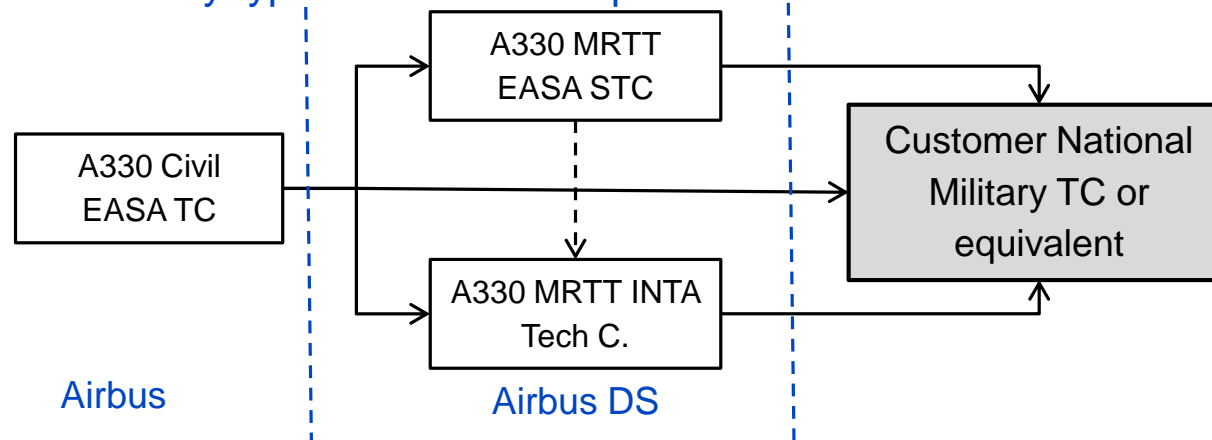 A330 MRTT
EASA STC
A330 Civil
EASA TC
Customer National
Military TC or
equivalent
A330 MRTT INTA
Tech C.
Airbus
Airbus DS